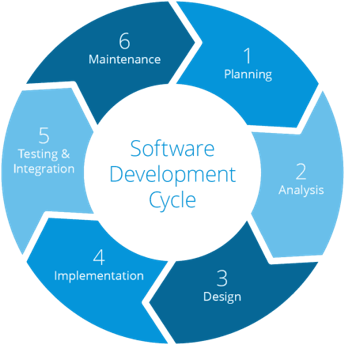 Software
Development
Cycle
1
Planning
2
Analysis
3
Design
4
Implementation
5
Testing &
Integration
6
Maintenance